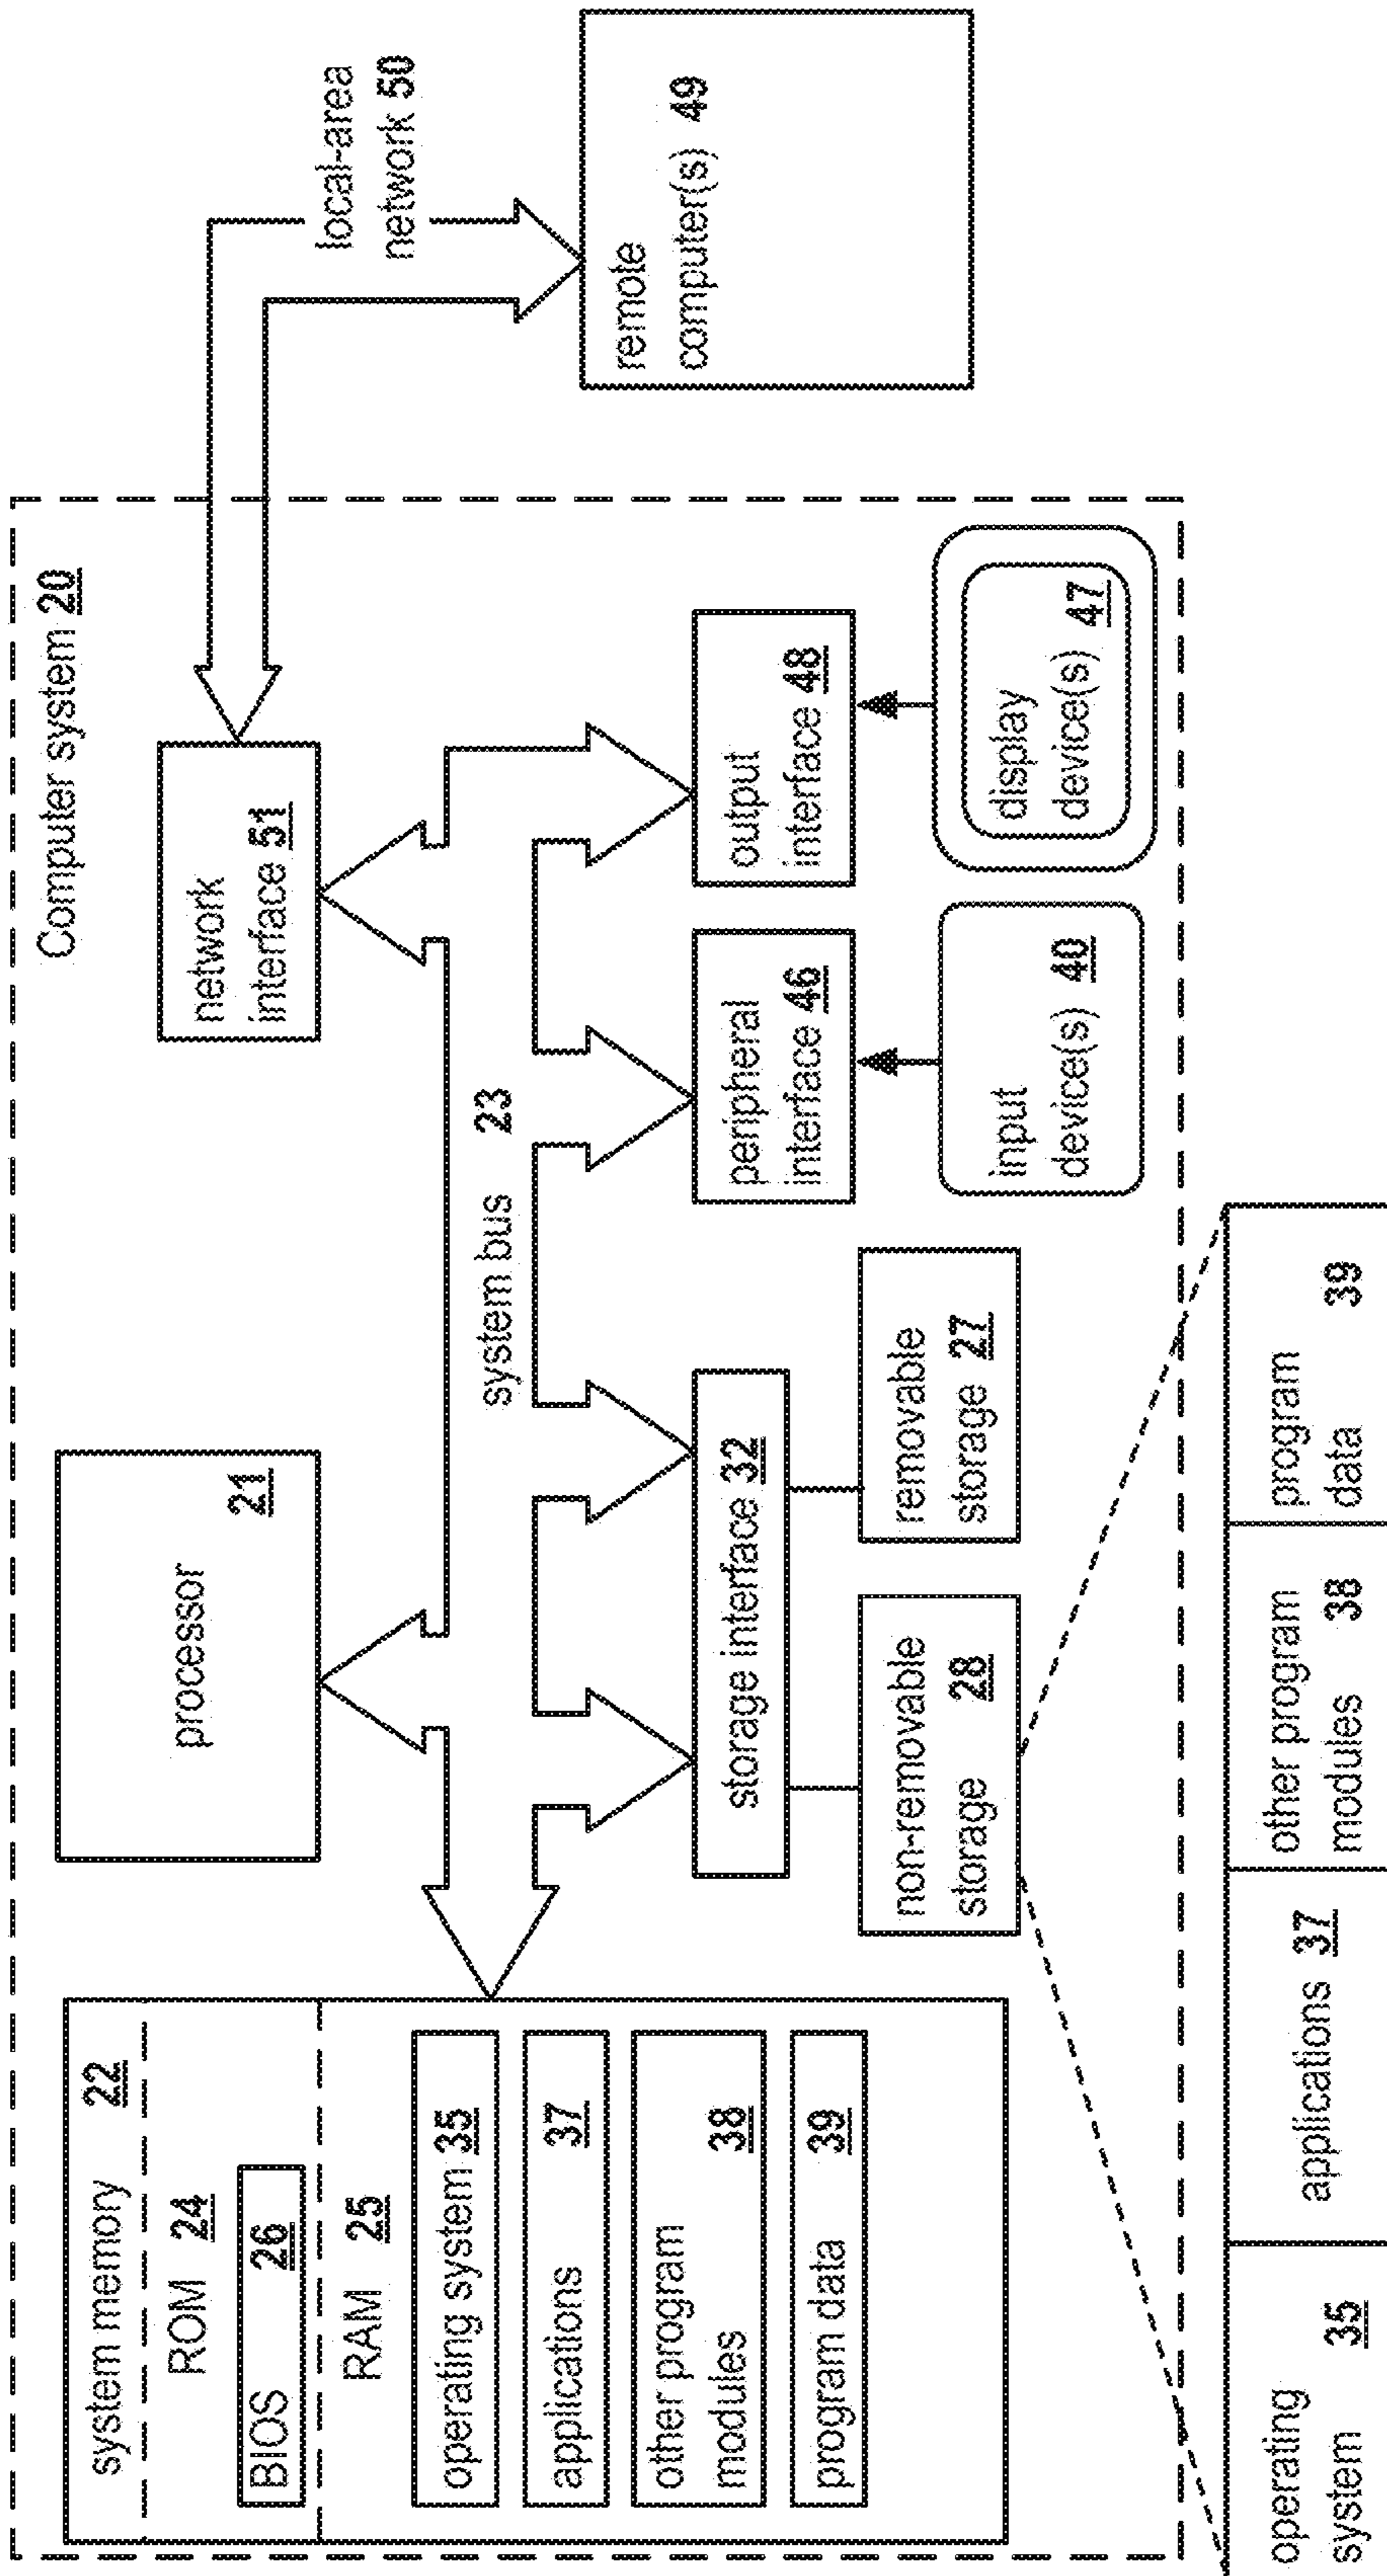 Computer system 20
system memory 22
ROM 24
BIOS 26
RAM 25
operating system 35
applications 37
other program
modules 38
program data 39
processor
21
network
interface 51
local-area
network 50
system bus 23
storage interface 32
non-removable
storage 28
removable
storage 27
peripheral
interface 46
output
interface 48
input
device(s) 40
display
device(s) 47
remote
computer(s) 49
operating
system 35
applications 37
other program
modules 38
program
data 39